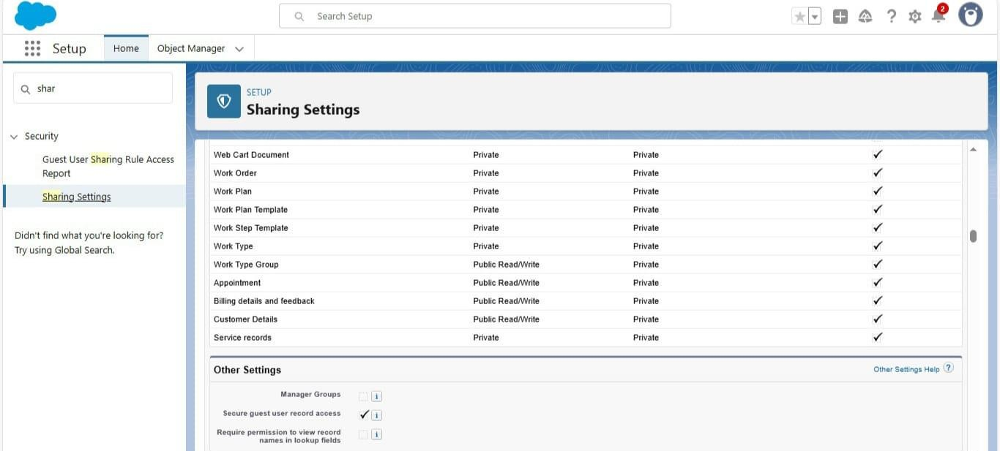 Search Setup
2
Setup
Home
Object Manager
shar
Security
Guest User Sharing Rule Access
Report
Sharing Settings
Didn't find what you're looking for?
Try using Global Search.
SETUP
Sharing Settings
Web Cart Document Private Private
Work Order Private Private
Work Plan Private Private
Work Plan Template Private Private
Work Step Template Private Private
Work Type Private Private
Work Type Group Public Read/Write Private
Appointment Public Read/Write Private
Billing details and feedback Public Read/Write Private
Customer Details Public Read/Write Private
Service records Private Private
Other Settings
Other Settings Help ?
Manager Groups i
Secure guest user record access i
Require permission to view record i
names in lookup fields